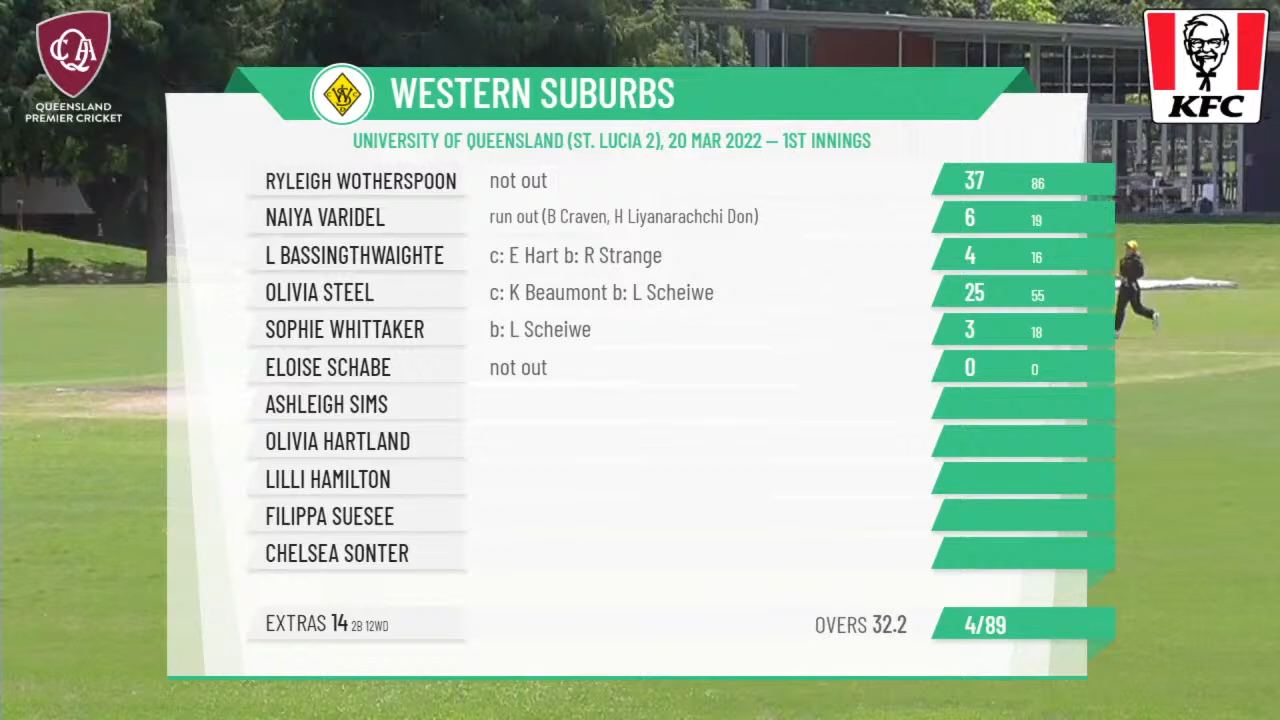 QUEENSLAND
PREMIER CRICKET
KFC
WESTERN SUBURBS
UNIVERSITY OF QUEENSLAND (ST. LUCIA 2), 20 MAR 2022 – 1ST INNINGS
RYLEIGH WOTHERSPOON not out 37 86
NAIYA VARIDEL run out (B Craven, H Liyanarachchi Don) 6 19
L BASSINGTHWAIGHTE c: E Hart b: R Strange 4 16
OLIVIA STEEL c: K Beaumont b: L Scheiwe 25 55
SOPHIE WHITTAKER b: L Scheiwe 3 18
ELOISE SCHABE not out 0 0
ASHLEIGH SIMS
OLIVIA HARTLAND
LILLI HAMILTON
FILIPPA SUESEE
CHELSEA SONTER
EXTRAS 14 2B 12WD OVERS 32.2 4/89